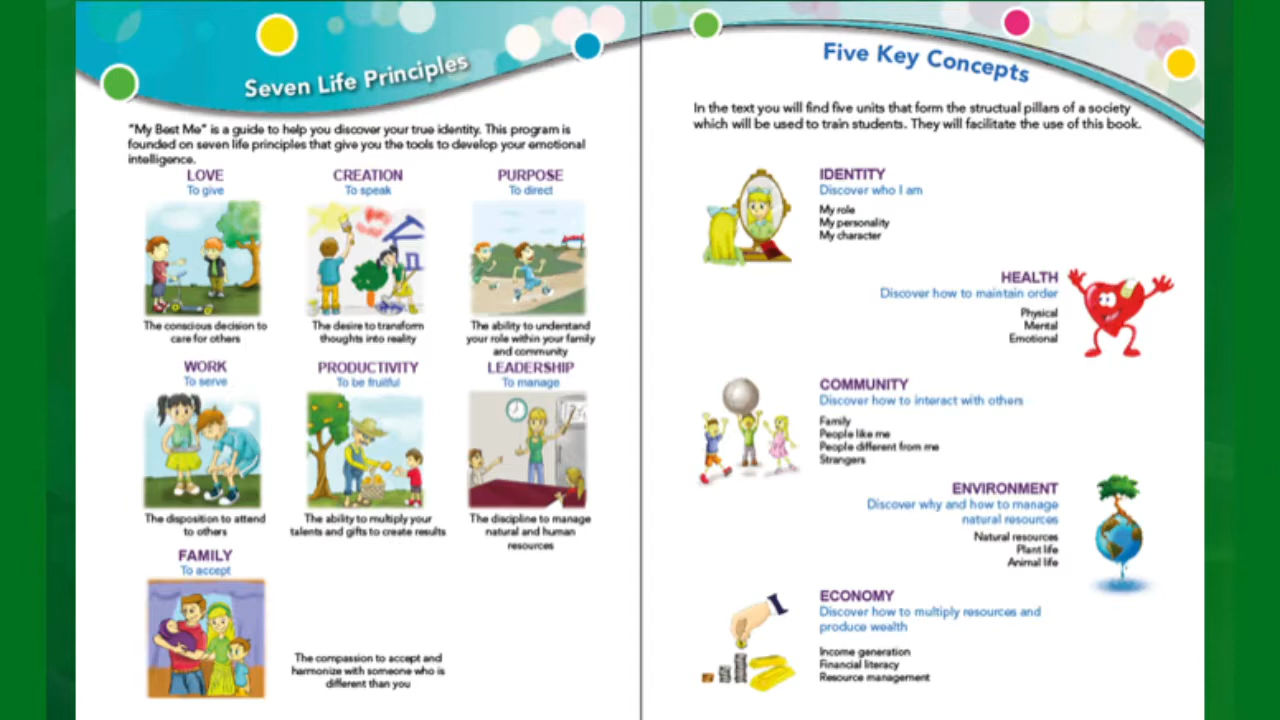 Seven Life Principles
"My Best Me" is a guide to help you discover your true identity. This program is
founded on seven life principles that give you the tools to develop your emotional
intelligence.
LOVE
To give
The conscious decision to
care for others
CREATION
To speak
The desire to transform
thoughts into reality
PURPOSE
To direct
The ability to understand
your role within your family
and community
WORK
To serve
The disposition to attend
to others
PRODUCTIVITY
To be fruitful
The ability to multiply your
talents and gifts to create results
LEADERSHIP
To manage
The discipline to manage
natural and human
resources
FAMILY
To accept
The compassion to accept and
harmonize with someone who is
different than you
Five Key Concepts
In the text you will find five units that form the structual pillars of a society
which will be used to train students. They will facilitate the use of this book.
IDENTITY
Discover who I am
My role
My personality
My character
HEALTH
Discover how to maintain order
Physical
Mental
Emotional
COMMUNITY
Discover how to interact with others
Family
People like me
People different from me
Strangers
ENVIRONMENT
Discover why and how to manage
natural resources
Natural resources
Plant life
Animal life
ECONOMY
Discover how to multiply resources and
produce wealth
Income generation
Financial literacy
Resource management